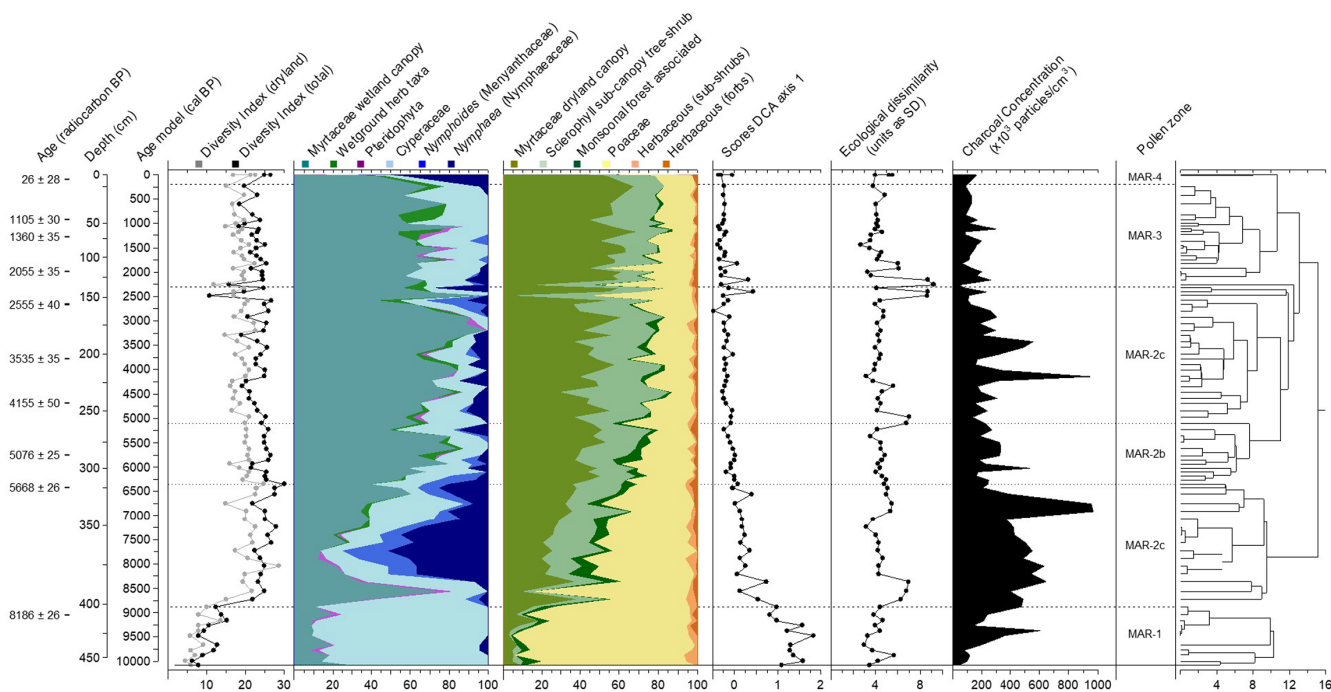 Age (radiocarbon BP)
Depth (cm)
Age model (cal BP)
Diversity Index (dryland)
Diversity Index (total)
Myrtaceae wetland canopy
Wetground herb taxa
Pteridophyta
Cyperaceae
Nymphoides (Menyanthaceae)
Nymphaea (Nymphaeaceae)
Myrtaceae dryland canopy
Sclerophyll sub-canopy tree-shrub
Monsoonal forest associated
Poaceae
Herbaceous (sub-shrubs)
Herbaceous (forbs)
Scopes DCA axis 1
Ecological dissimilarity
(units as SD)
Charcoal Concentration
(x10³ particles/cm³)
Pollen zone
26 ± 28
1105 ± 30
1360 ± 35
2055 ± 35
2555 ± 40
3535 ± 35
4155 ± 50
5076 ± 25
5668 ± 26
8186 ± 26
0
50
100
150
200
250
300
350
400
450
0
500
1000
1500
2000
2500
3000
3500
4000
4500
5000
5500
6000
6500
7000
7500
8000
8500
9000
9500
10000
MAR-4
MAR-3
MAR-2c
MAR-2b
MAR-2c
MAR-1
10 20 30
20 40 60 80 100
20 40 60 80 100
0 1 2
0 4 8 12
0 200 400 600 800 1000
0 4 8 12 16